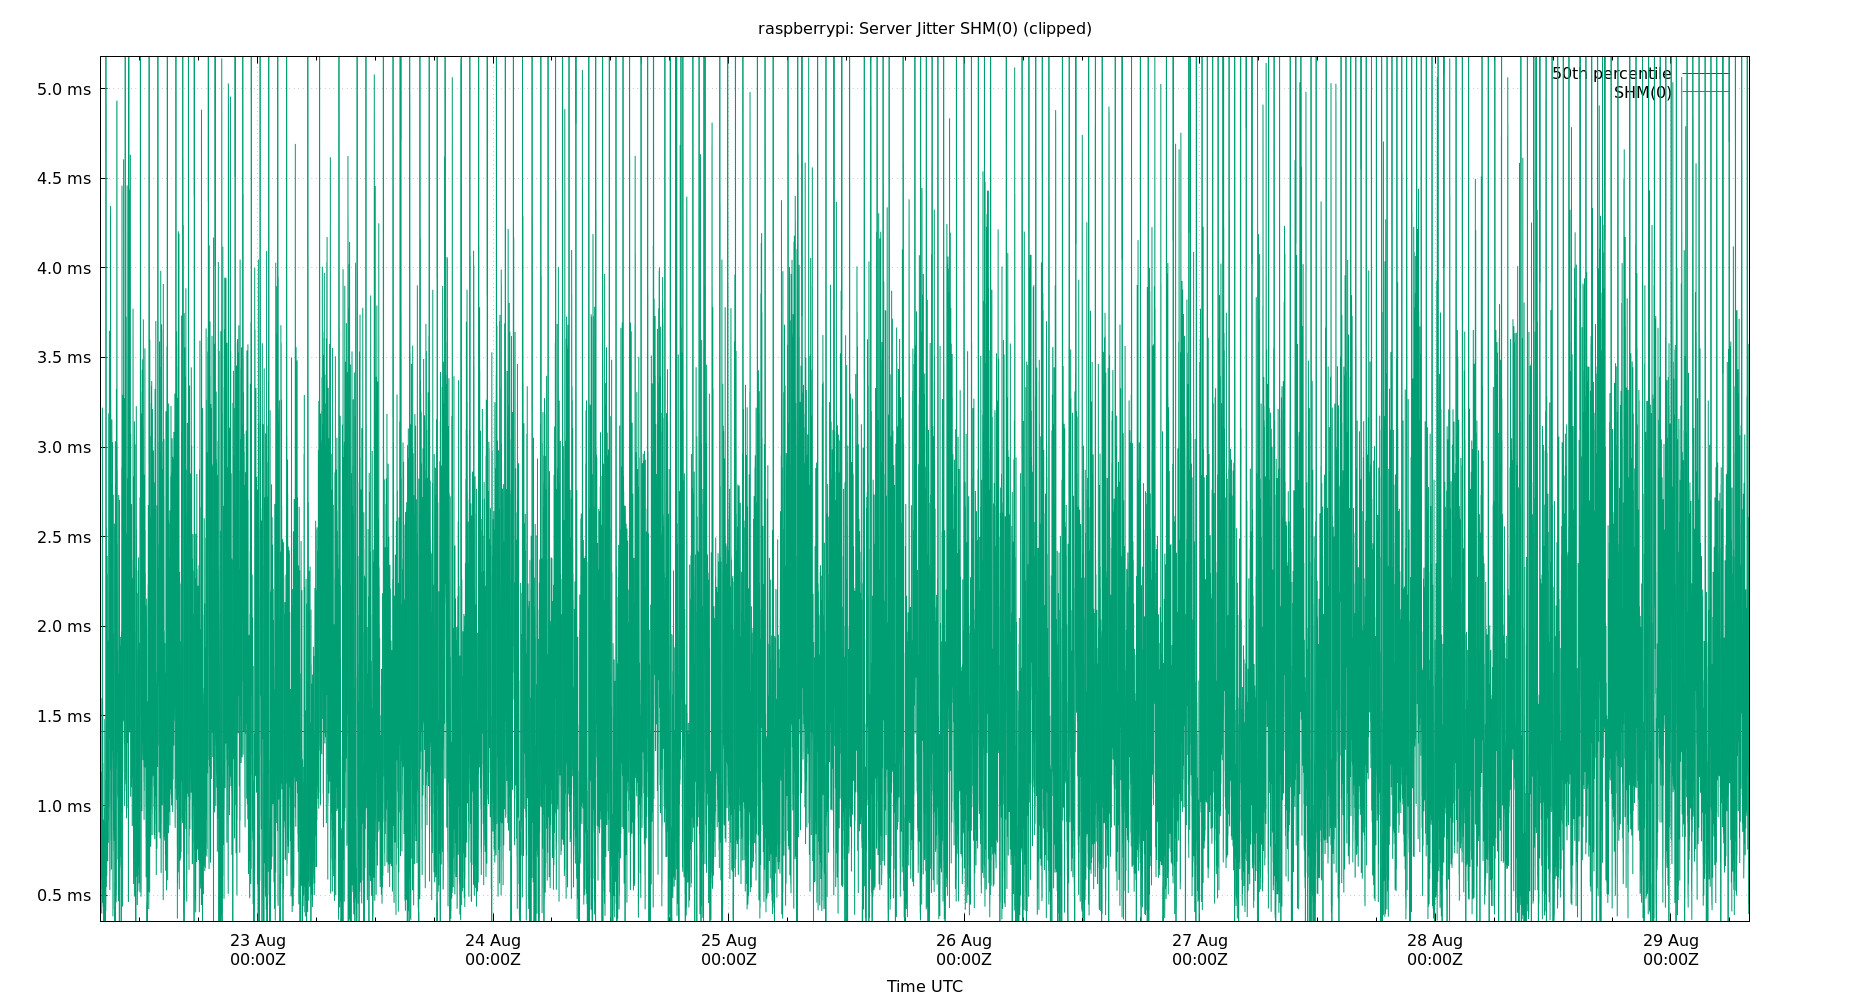 raspberrypi: Server Jitter SHM(0) (clipped)
50th percentile
SHM(0)
5.0 ms
4.5 ms
4.0 ms
3.5 ms
3.0 ms
2.5 ms
2.0 ms
1.5 ms
1.0 ms
0.5 ms
23 Aug 24 Aug 25 Aug 26 Aug 27 Aug 28 Aug 29 Aug
00:00Z 00:00Z 00:00Z 00:00Z 00:00Z 00:00Z 00:00Z
Time UTC